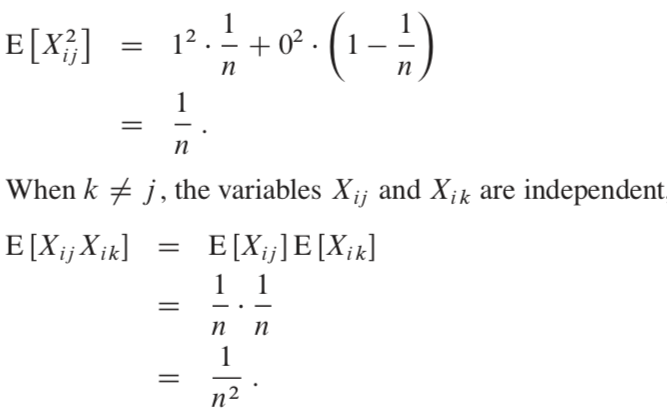 E[X_{ij}^2] = 1^2 · 1/n + 0^2 · (1 − 1/n)
= 1/n .
When k ≠ j, the variables X_{ij} and X_{ik} are independent
E[X_{ij} X_{ik}] = E[X_{ij}] E[X_{ik}]
= 1/n · 1/n
= 1/n^2 .